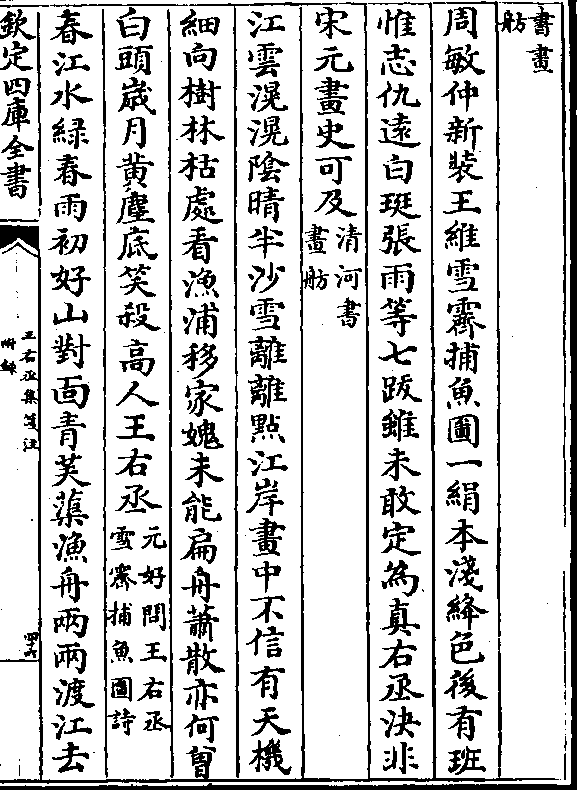 書畫
舫
周敏仲新裝王維雪霽捕魚圖一絹本淺絳色後有班
惟志仇遠白珽張雨等七跋雖未敢定為真右丞決非
宋元畫史可及清河書
畫舫
江雲滉滉陰晴半沙雪離離點江岸畫中不信有天機
細向樹林枯處看漁浦移家媿未能扁舟蕭散亦何曾
白頭歲月黃塵底笑殺高人王右丞元好問王右丞
雪霽捕魚圖詩
春江水綠春雨初好山對面青芙蕖漁舟兩兩渡江去
欽定四庫全書
王右丞集箋注
附錄